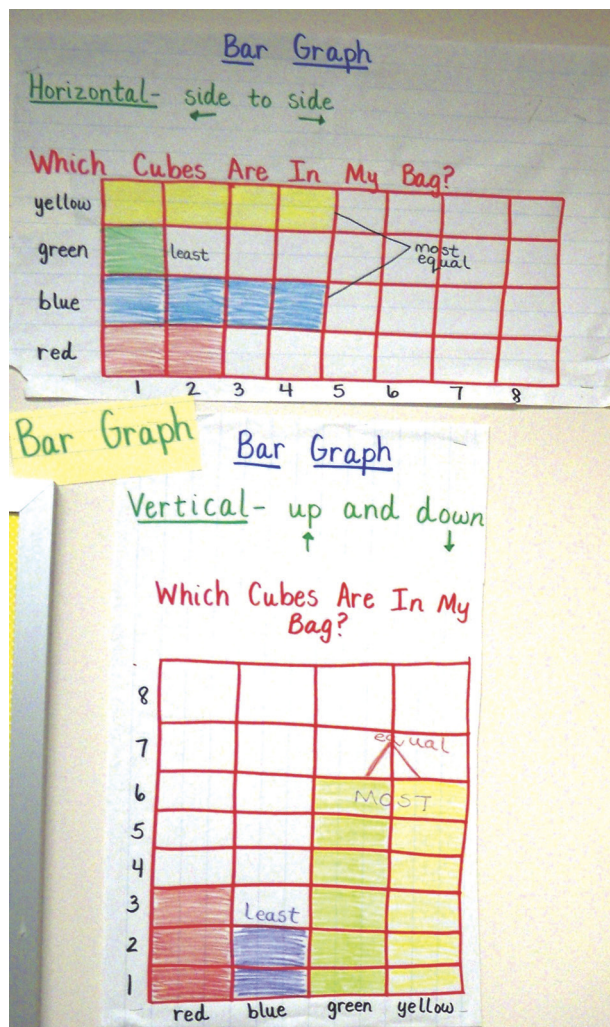 Bar Graph
Horizontal- side to side
Which Cubes Are In My Bag?
yellow
green least most
equal
blue
red
1 2 3 4 5 6 7 8
Bar Graph
Bar Graph
Vertical- up and down
Which Cubes Are In My
Bag?
8
7 equal
6 MOST
5
4
3 least
2
1
red blue green yellow